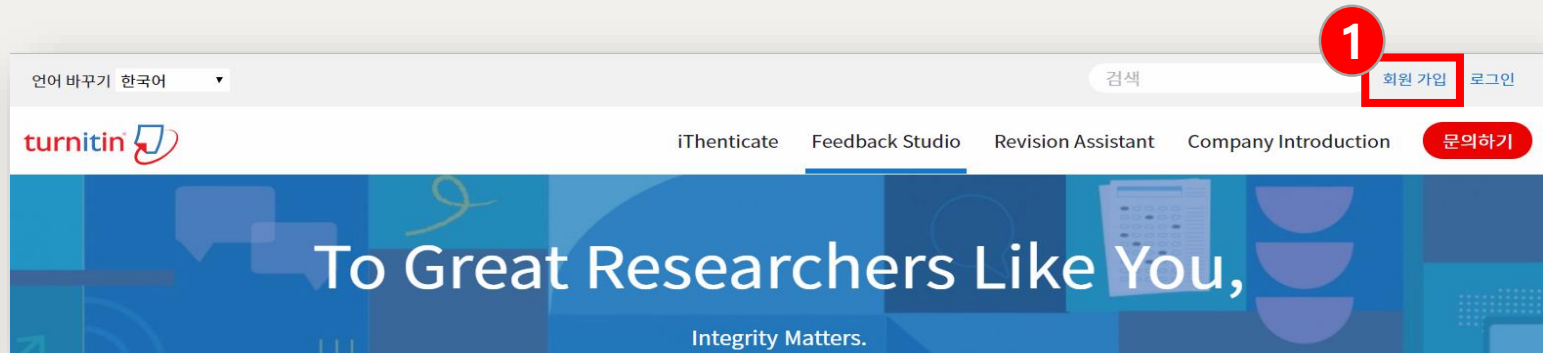 1
언어 바꾸기 한국어 검색 회원 가입 로그인
turnitin iThenticate Feedback Studio Revision Assistant Company Introduction 문의하기
To Great Researchers Like You,
Integrity Matters.